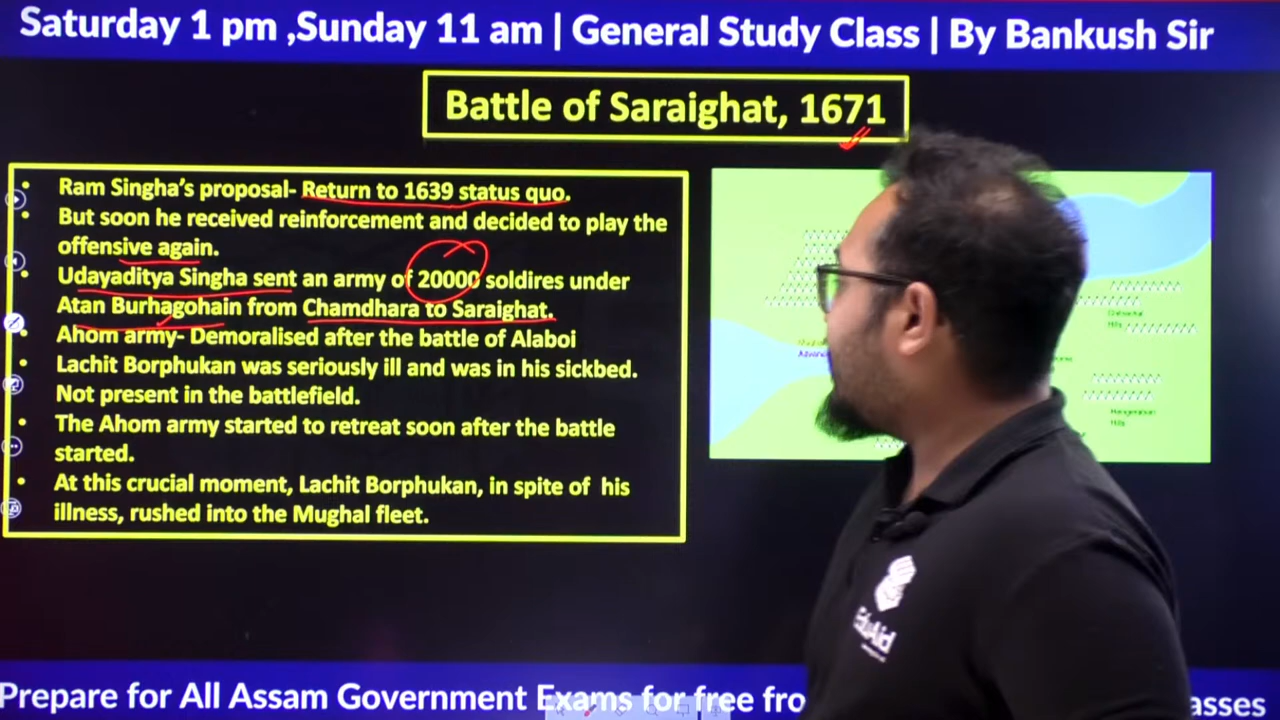 Saturday 1 pm ,Sunday 11 am | General Study Class | By Bankush Sir
Battle of Saraighat, 1671
Ram Singha's proposal- Return to 1639 status quo.
But soon he received reinforcement and decided to play the
offensive again.
Udayaditya Singha sent an army of 20000 soldires under
Atan Burhagohain from Chamdhara to Saraighat.
Ahom army- Demoralised after the battle of Alaboi
Lachit Borphukan was seriously ill and was in his sickbed.
Not present in the battlefield.
The Ahom army started to retreat soon after the battle
started.
At this crucial moment, Lachit Borphukan, in spite of his
illness, rushed into the Mughal fleet.
Hills
Hills
EduAid
Prepare for All Assam Government Exams for free fro
asses